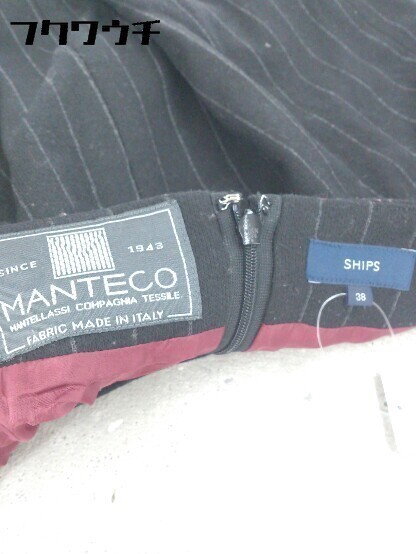 フクワウチ
SINCE 1943
MANTECO
MANTELLASSI COMPAGNIA TESSILE
FABRIC MADE IN ITALY
SHIPS
38